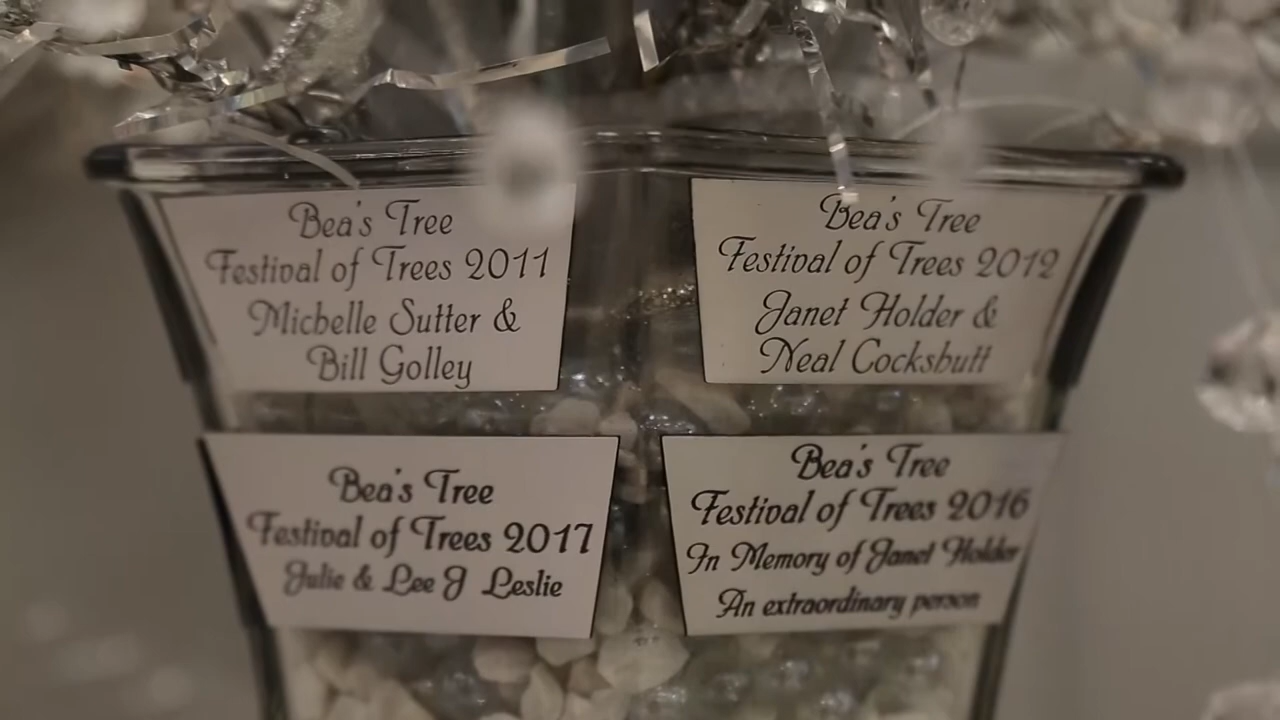 Bea's Tree
Festival of Trees 2011
Michelle Sutter &
Bill Golley
Bea's Tree
Festival of Trees 2012
Janet Holder &
Neal Cocksbutt
Bea's Tree
Festival of Trees 2017
Julie & Lee J Leslie
Bea's Tree
Festival of Trees 2016
In Memory of Janet Holder
An extraordinary person